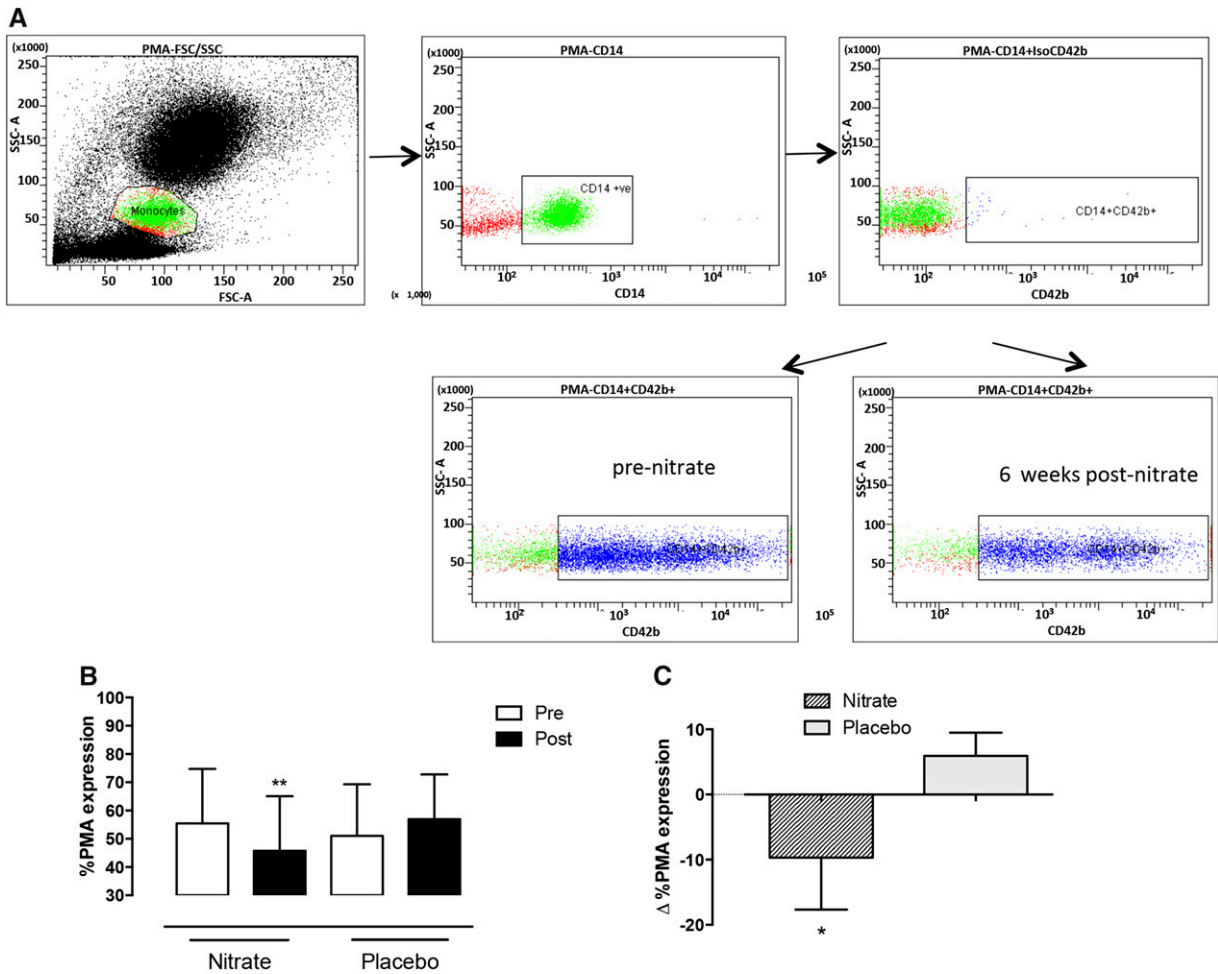 A
PMA-FSC/SSC
(x1000)
250
200
150
100
50
SSC- A
Monocytes
50 100 150 200 250
FSC-A
PMA-CD14
(x1000)
250
200
150
100
50
SSC- A
CD14 +ve
10² 10³ 10⁴ 10⁵
(x 1,000)
CD14
PMA-CD14+IsoCD42b
(x1000)
250
200
150
100
50
SSC- A
CD14+CD42b+
10² 10³ 10⁴
CD42b
PMA-CD14+CD42b+
(x1000)
250
200
150
100
50
SSC- A
pre-nitrate
CD14+CD42b+
10² 10³ 10⁴ 10⁵
CD42b
PMA-CD14+CD42b+
(x1000)
250
200
150
100
50
SSC- A
6 weeks post-nitrate
CD14+CD42b+
10² 10³ 10⁴
CD42b
B
%PMA expression
100
90
80
70
60
50
40
30
**
Pre
Post
Nitrate Placebo
C
Nitrate
Placebo
Δ %PMA expression
10
0
-10
-20
*